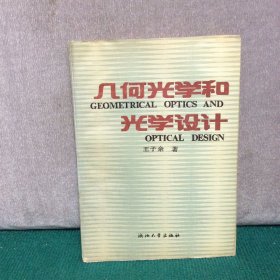 几何光学和
GEOMETRICAL OPTICS AND
光学设计
OPTICAL DESIGN
王子余 著
浙江大学出版社